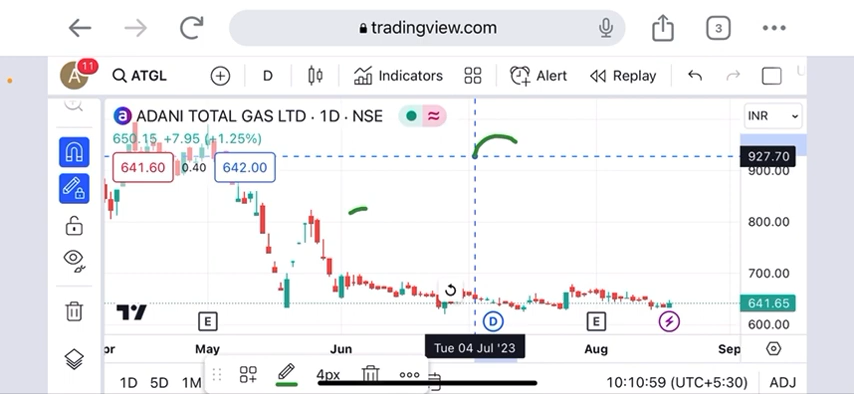 tradingview.com
3
A
11
ATGL
D
Indicators
Alert
Replay
ADANI TOTAL GAS LTD · 1D · NSE
INR
650.15 +7.95 (+1.25%)
641.60
0.40
642.00
927.70
900.00
800.00
700.00
641.65
600.00
E
D
E
May
Jun
Tue 04 Jul '23
Aug
Sep
1D
5D
1M
4px
10:10:59 (UTC+5:30)
ADJ